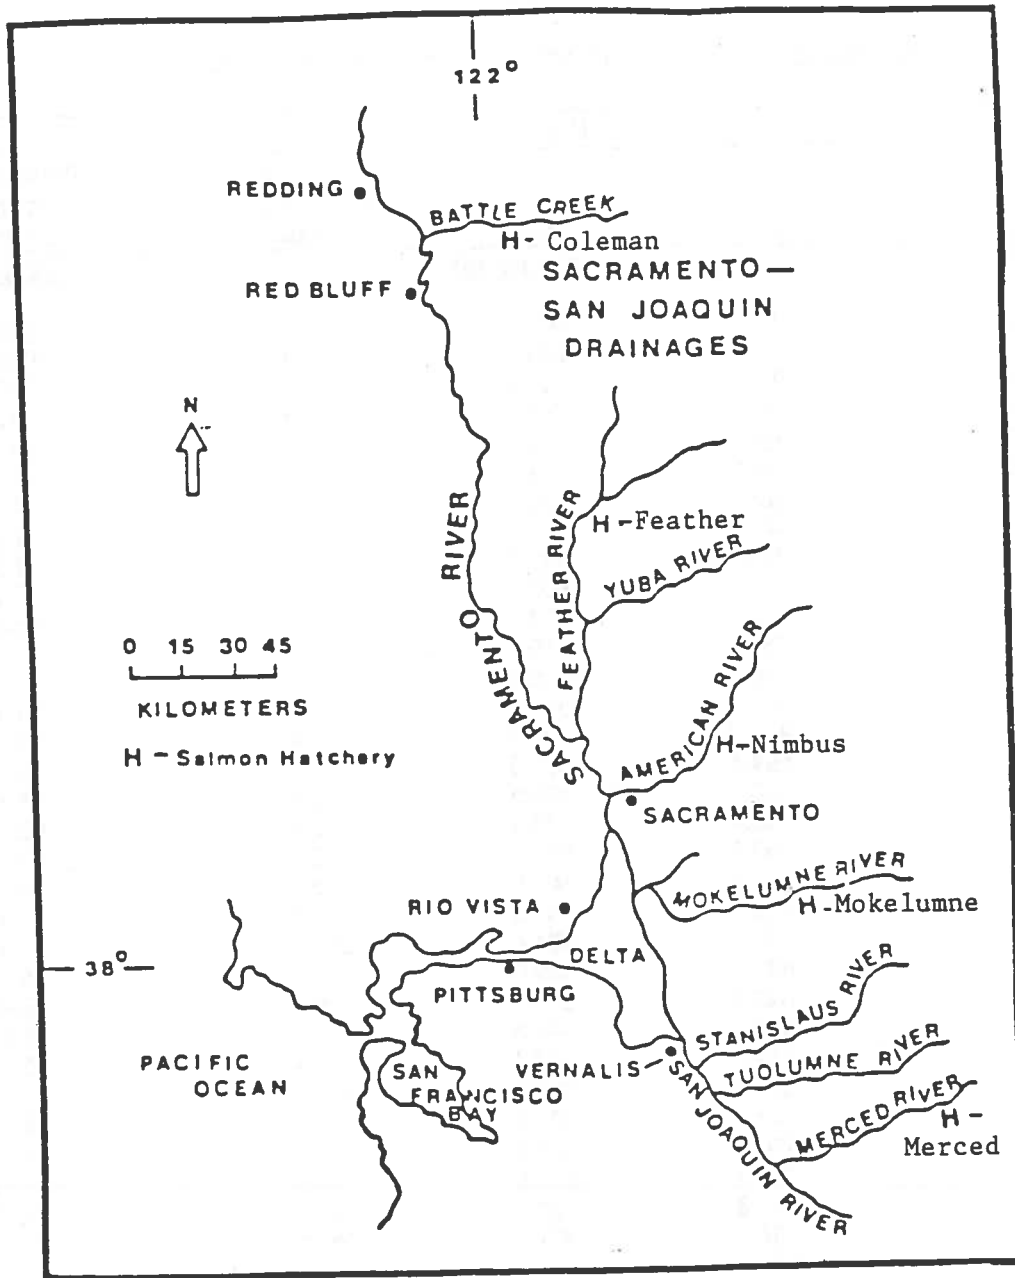 122°
REDDING
BATTLE CREEK
H- Coleman
SACRAMENTO—
SAN JOAQUIN
DRAINAGES
RED BLUFF
N
H-Feather
FEATHER RIVER
YUBA RIVER
SACRAMENTO RIVER
0 15 30 45
KILOMETERS
H - Salmon Hatchery
AMERICAN RIVER
H-Nimbus
SACRAMENTO
MOKELUMNE RIVER
H-Mokelumne
RIO VISTA
DELTA
38°
PITTSBURG
STANISLAUS RIVER
VERNALIS
TUOLUMNE RIVER
PACIFIC
OCEAN
SAN
FRANCISCO
BAY
MERCED RIVER
H -
Merced
SAN JOAQUIN RIVER